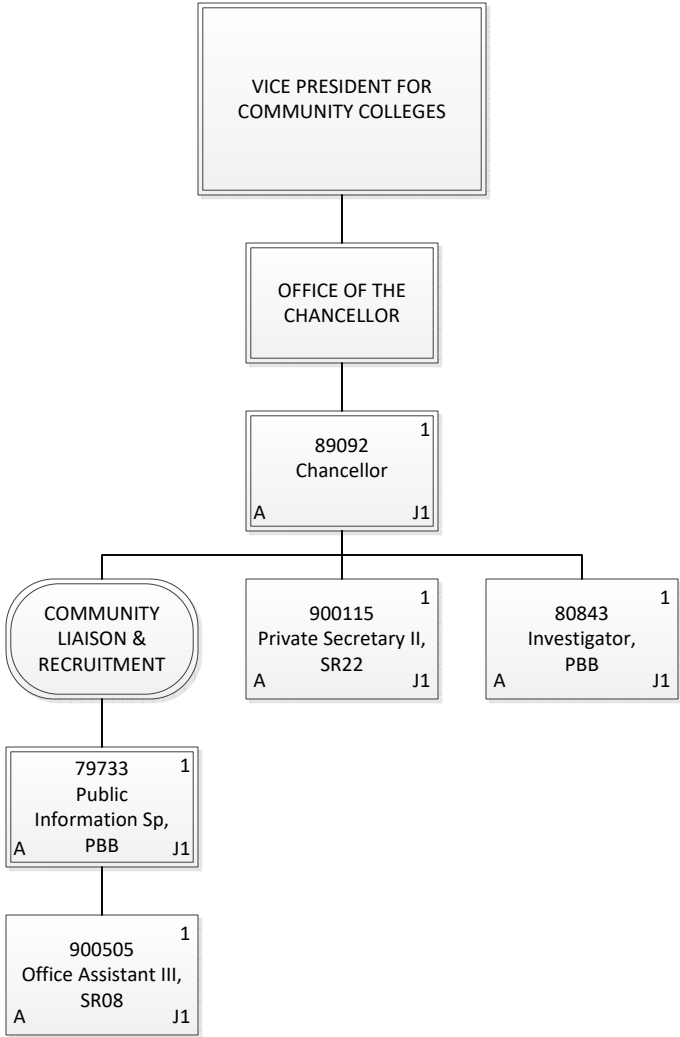 VICE PRESIDENT FOR
COMMUNITY COLLEGES
OFFICE OF THE
CHANCELLOR
1
89092
Chancellor
A J1
COMMUNITY
LIAISON &
RECRUITMENT
1
900115
Private Secretary II,
SR22
A J1
1
80843
Investigator,
PBB
A J1
79733 1
Public
Information Sp,
PBB
A J1
1
900505
Office Assistant III,
SR08
A J1